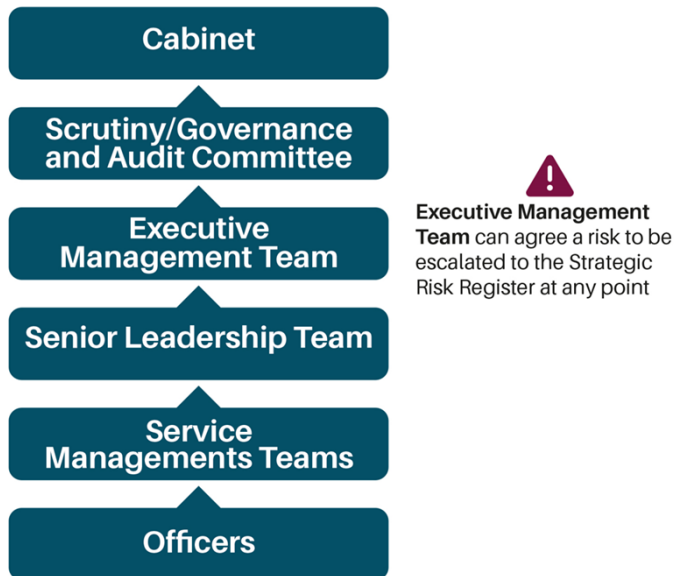 Cabinet
Scrutiny/Governance
and Audit Committee
Executive
Management Team
Executive Management
Team can agree a risk to be
escalated to the Strategic
Risk Register at any point
Senior Leadership Team
Service
Managements Teams
Officers